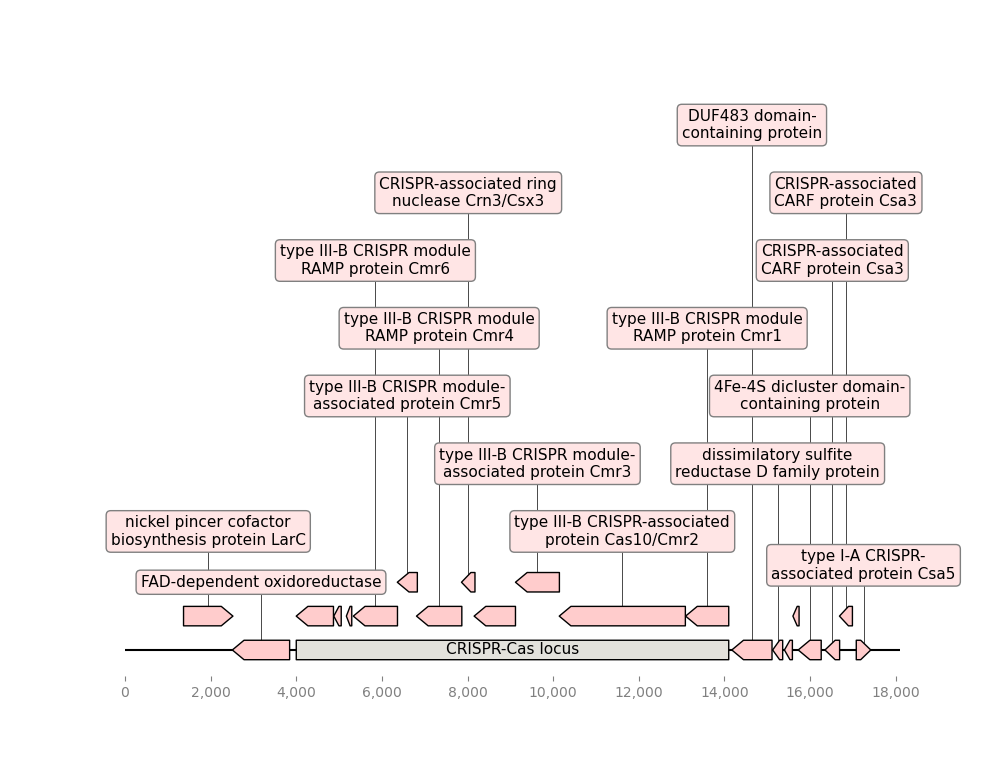 DUF483 domain-
containing protein
CRISPR-associated ring
nuclease Crn3/Csx3
CRISPR-associated
CARF protein Csa3
type III-B CRISPR module
RAMP protein Cmr6
CRISPR-associated
CARF protein Csa3
type III-B CRISPR module
RAMP protein Cmr4
type III-B CRISPR module
RAMP protein Cmr1
type III-B CRISPR module-
associated protein Cmr5
4Fe-4S dicluster domain-
containing protein
type III-B CRISPR module-
associated protein Cmr3
dissimilatory sulfite
reductase D family protein
nickel pincer cofactor
biosynthesis protein LarC
type III-B CRISPR-associated
protein Cas10/Cmr2
type I-A CRISPR-
associated protein Csa5
FAD-dependent oxidoreductase
CRISPR-Cas locus
0 2,000 4,000 6,000 8,000 10,000 12,000 14,000 16,000 18,000